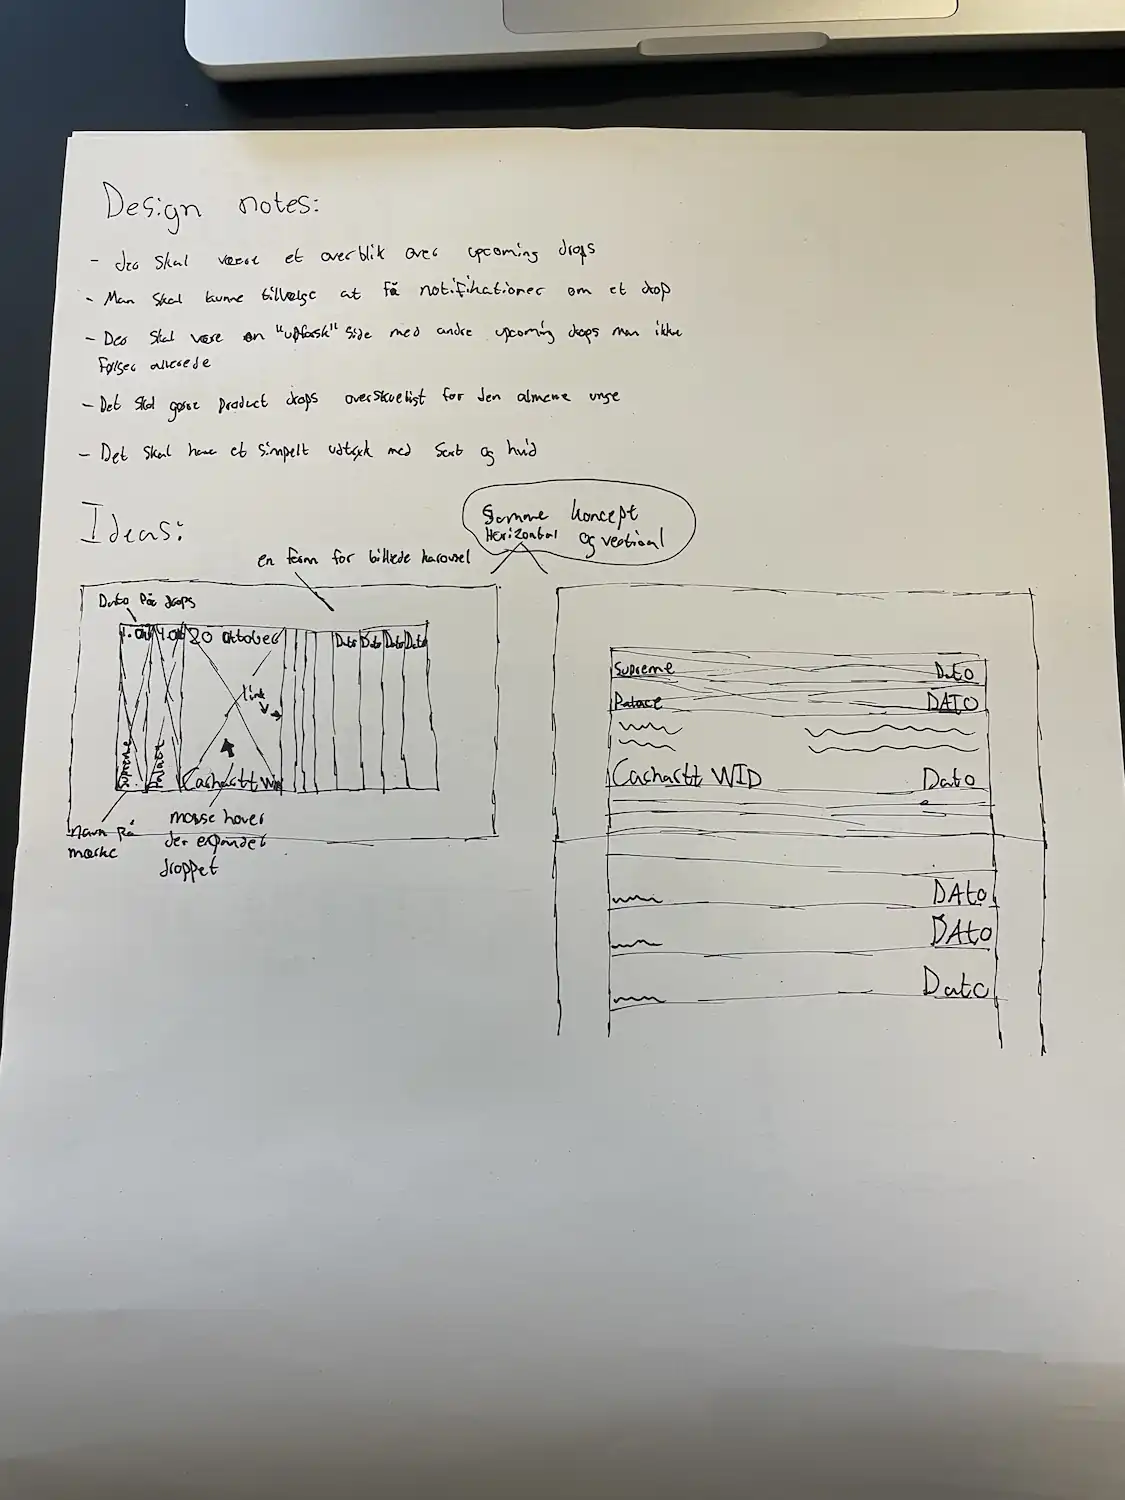 Design notes:
- der skal være et overblik over upcoming drops
- Man skal kunne tilvælge at få notifikationer om et drop
- Der skal være en "udforsk" side med andre upcoming drops man ikke
følger allerede
- Det skal gøre product drops overskueligt for den almene unge
- Det skal have et simpelt udtryk med sort og hvid
Ideas:
Samme koncept
Horizontal og vertical
en form for billede karousel
Dato på drops
1. Okt 4. Okt 20 Oktober Dato Dato Dato Dato
link
Supreme Palace Carhartt WI
Navn på
mærke
mouse hover
der expander
droppet
Supreme Dato
Palace DATO
Carhartt WID Dato
DAto
DAto
Dato